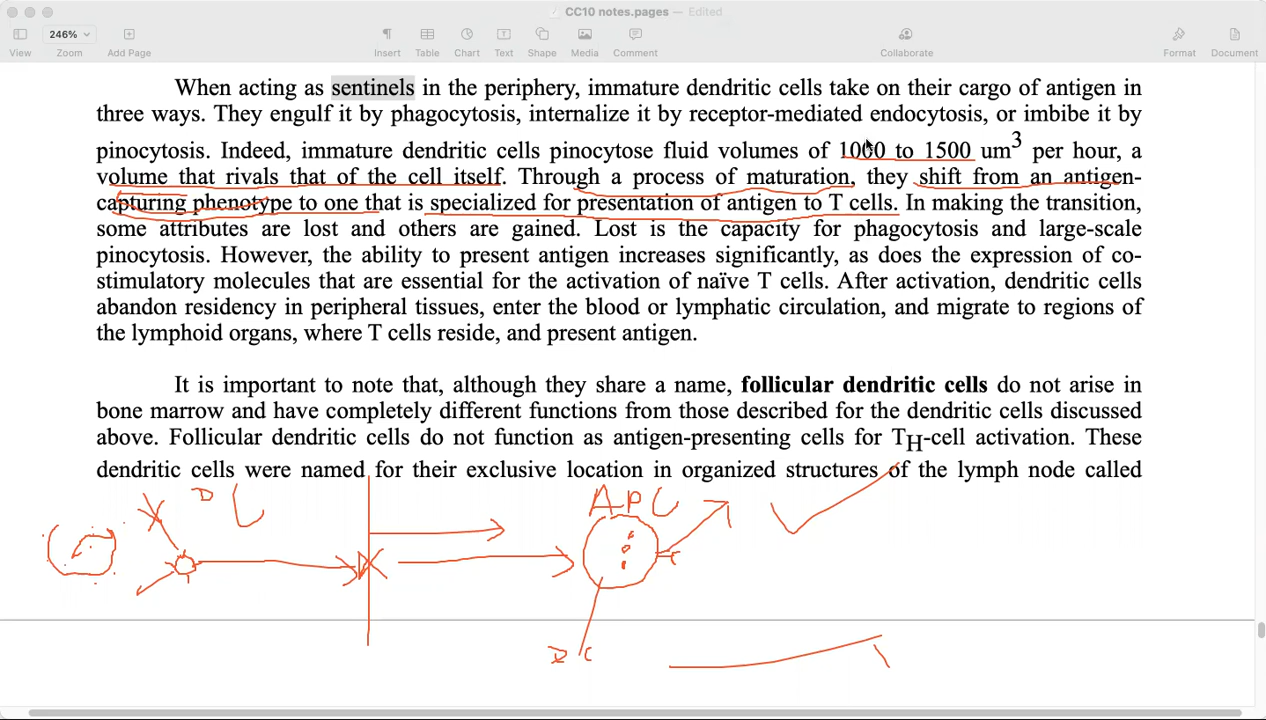 CC10 notes.pages — Edited
246%
View Zoom Add Page Insert Table Chart Text Shape Media Comment Collaborate Format Document
When acting as sentinels in the periphery, immature dendritic cells take on their cargo of antigen in
three ways. They engulf it by phagocytosis, internalize it by receptor-mediated endocytosis, or imbibe it by
pinocytosis. Indeed, immature dendritic cells pinocytose fluid volumes of 1000 to 1500 um3 per hour, a
volume that rivals that of the cell itself. Through a process of maturation, they shift from an antigen-
capturing phenotype to one that is specialized for presentation of antigen to T cells. In making the transition,
some attributes are lost and others are gained. Lost is the capacity for phagocytosis and large-scale
pinocytosis. However, the ability to present antigen increases significantly, as does the expression of co-
stimulatory molecules that are essential for the activation of naïve T cells. After activation, dendritic cells
abandon residency in peripheral tissues, enter the blood or lymphatic circulation, and migrate to regions of
the lymphoid organs, where T cells reside, and present antigen.
It is important to note that, although they share a name, follicular dendritic cells do not arise in
bone marrow and have completely different functions from those described for the dendritic cells discussed
above. Follicular dendritic cells do not function as antigen-presenting cells for TH-cell activation. These
dendritic cells were named for their exclusive location in organized structures of the lymph node called
DC APC
DC